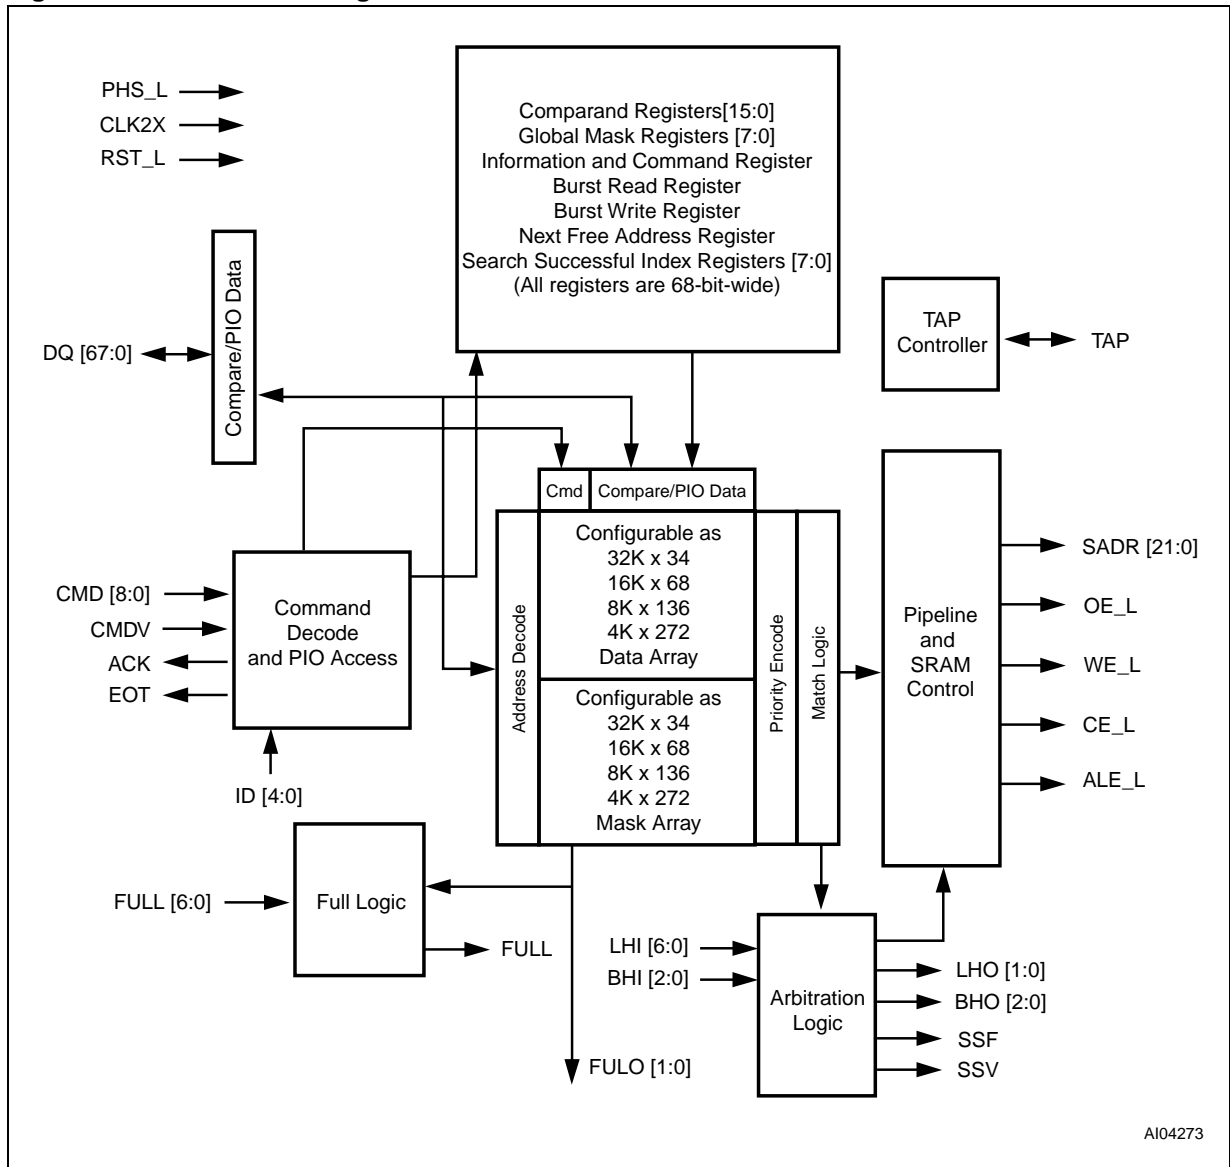 PHS_L
CLK2X
RST_L
Comparand Registers[15:0]
Global Mask Registers [7:0]
Information and Command Register
Burst Read Register
Burst Write Register
Next Free Address Register
Search Successful Index Registers [7:0]
(All registers are 68-bit-wide)
DQ [67:0]
Compare/PIO Data
TAP
Controller
TAP
Cmd
Compare/PIO Data
CMD [8:0]
CMDV
ACK
EOT
Command
Decode
and PIO Access
ID [4:0]
Address Decode
Configurable as
32K x 34
16K x 68
8K x 136
4K x 272
Data Array
Configurable as
32K x 34
16K x 68
8K x 136
4K x 272
Mask Array
Priority Encode
Match Logic
Pipeline
and
SRAM
Control
SADR [21:0]
OE_L
WE_L
CE_L
ALE_L
FULL [6:0]
Full Logic
FULL
FULO [1:0]
LHI [6:0]
BHI [2:0]
Arbitration
Logic
LHO [1:0]
BHO [2:0]
SSF
SSV
AI04273